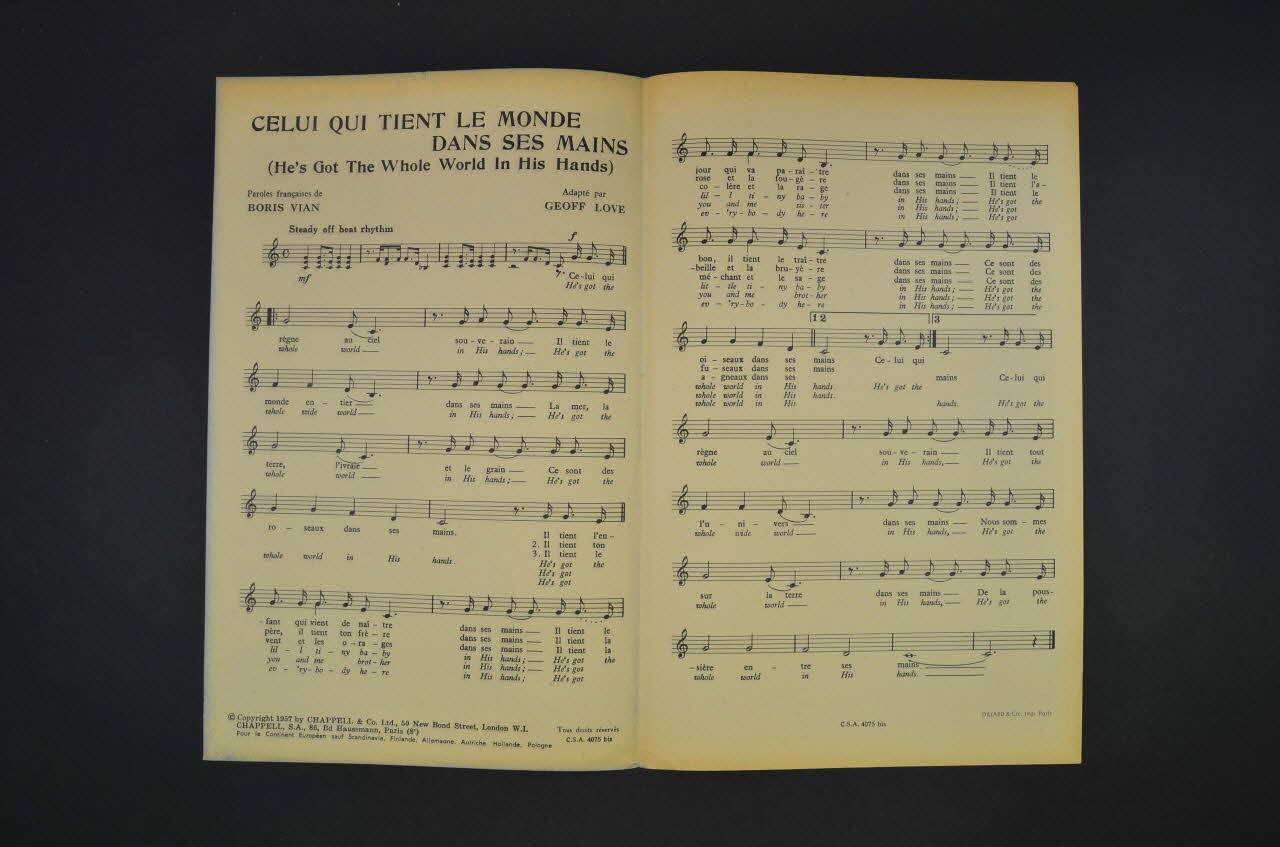 CELUI QUI TIENT LE MONDE
DANS SES MAINS
(He's Got The Whole World In His Hands)
Paroles françaises de
BORIS VIAN
Adapté par
GEOFF LOVE
Steady off beat rhythm
f
mf
Ce-lui qui
He's got the
règne au ciel sou-ve-rain Il tient le
whole world in His hands; He's got the
monde en-tier dans ses mains La mer, la
whole wide world in His hands; He's got the
terre, l'ivraie et le grain Ce sont des
whole world in His hands; He's got the
ro-seaux dans ses mains. Il tient l'en-
2. Il tient ton
3. Il tient le
whole world in His hands. He's got the
He's got
He's got
-fant qui vient de naî-tre dans ses mains Il tient le
père, il tient ton frè-re dans ses mains Il tient la
vent et les o-ra-ges dans ses mains Il tient la
lil-l ti-ny ba-by in His hands; He's got the
you and me brot-her in His hands; He's got
ev-'ry-bo-dy he-re in His hands; He's got
© Copyright 1957 by CHAPPELL & Co. Ltd., 50 New Bond Street, London W.I.
CHAPPELL, S.A., 86, Bd Haussmann, Paris (8e)
Pour le Continent Européen sauf Scandinavie, Finlande, Allemagne, Autriche, Hollande, Pologne
Tous droits réservés
C.S.A. 4075 bis
jour qui va pa-raî-tre dans ses mains Il tient le
rose et la fou-gè-re dans ses mains Il tient l'a-
co-lère et la ra-ge dans ses mains Il tient le
lil-l ti-ny ba-by in His hands; He's got the
you and me sis-ter in His hands; He's got
ev-'ry-bo-dy he-re in His hands; He's got
bon, il tient le traî-tre dans ses mains Ce sont des
-beille et la bru-yè-re dans ses mains Ce sont des
mé-chant et le sa-ge dans ses mains Ce sont des
lit-tle ti-ny ba-by in His hands; He's got the
you and me brot-her in His hands; He's got the
ev-'ry-bo-dy he-re in His hands; He's got the
1 2 3
oi-seaux dans ses mains Ce-lui qui
fu-seaux dans ses mains
a-gneaux dans ses mains Ce-lui qui
whole world in His hands. He's got the
whole world in His hands.
whole world in His hands. He's got the
règne au ciel sou-ve-rain Il tient tout
whole world in His hands, He's got the
l'u-ni-vers dans ses mains Nous som-mes
whole wide world in His hands, He's got the
sur la terre dans ses mains De la pous-
whole world in His hands, He's got the
-sière en-tre ses mains
whole world in His hands.
C.S.A. 4075 bis